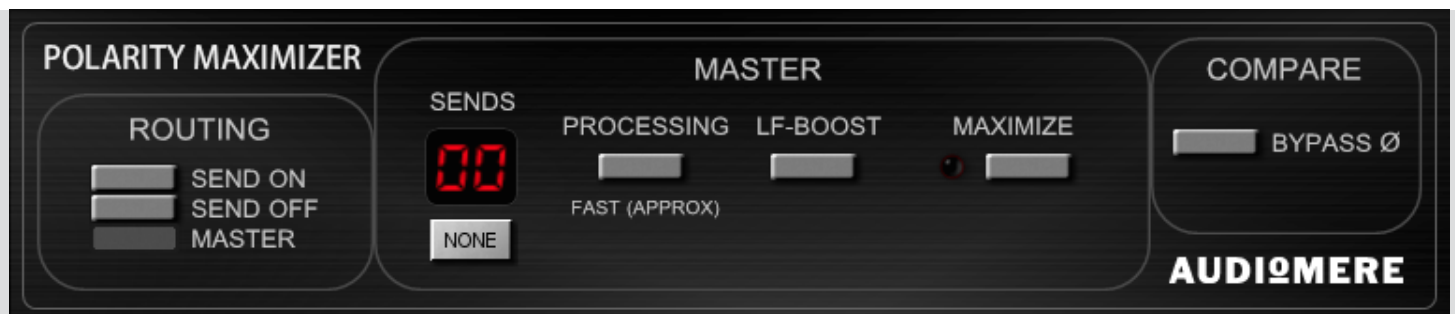 POLARITY MAXIMIZER
ROUTING
SEND ON
SEND OFF
MASTER
MASTER
SENDS
00
NONE
PROCESSING
FAST (APPROX)
LF-BOOST
MAXIMIZE
COMPARE
BYPASS Ø
AUDIOMERE